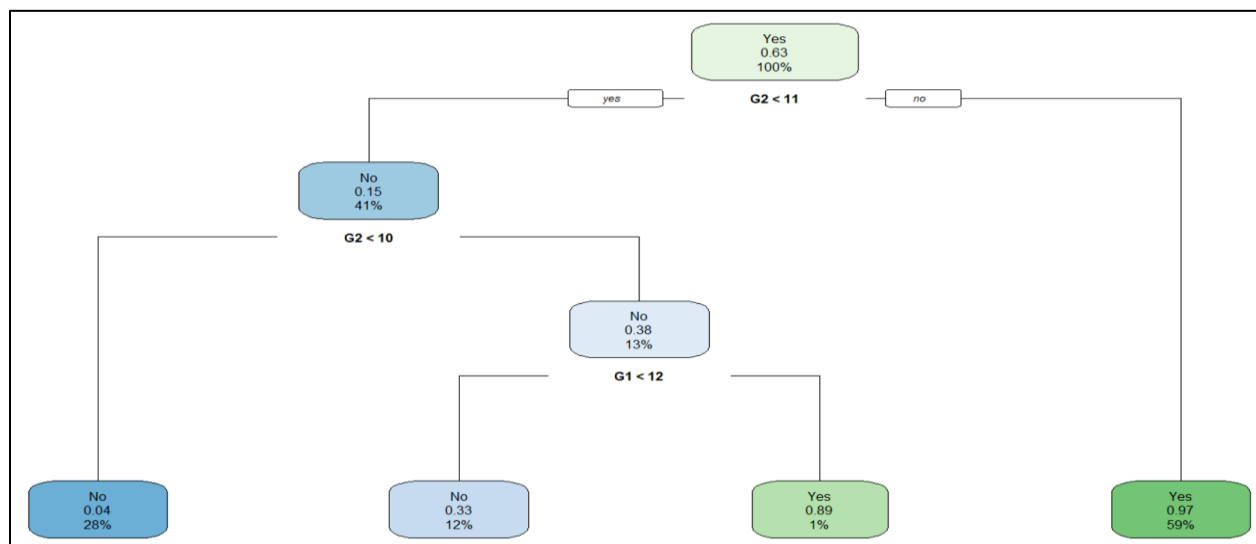 Yes
0.63
100%
yes
G2 < 11
no
No
0.15
41%
G2 < 10
No
0.38
13%
G1 < 12
No
0.04
28%
No
0.33
12%
Yes
0.89
1%
Yes
0.97
59%